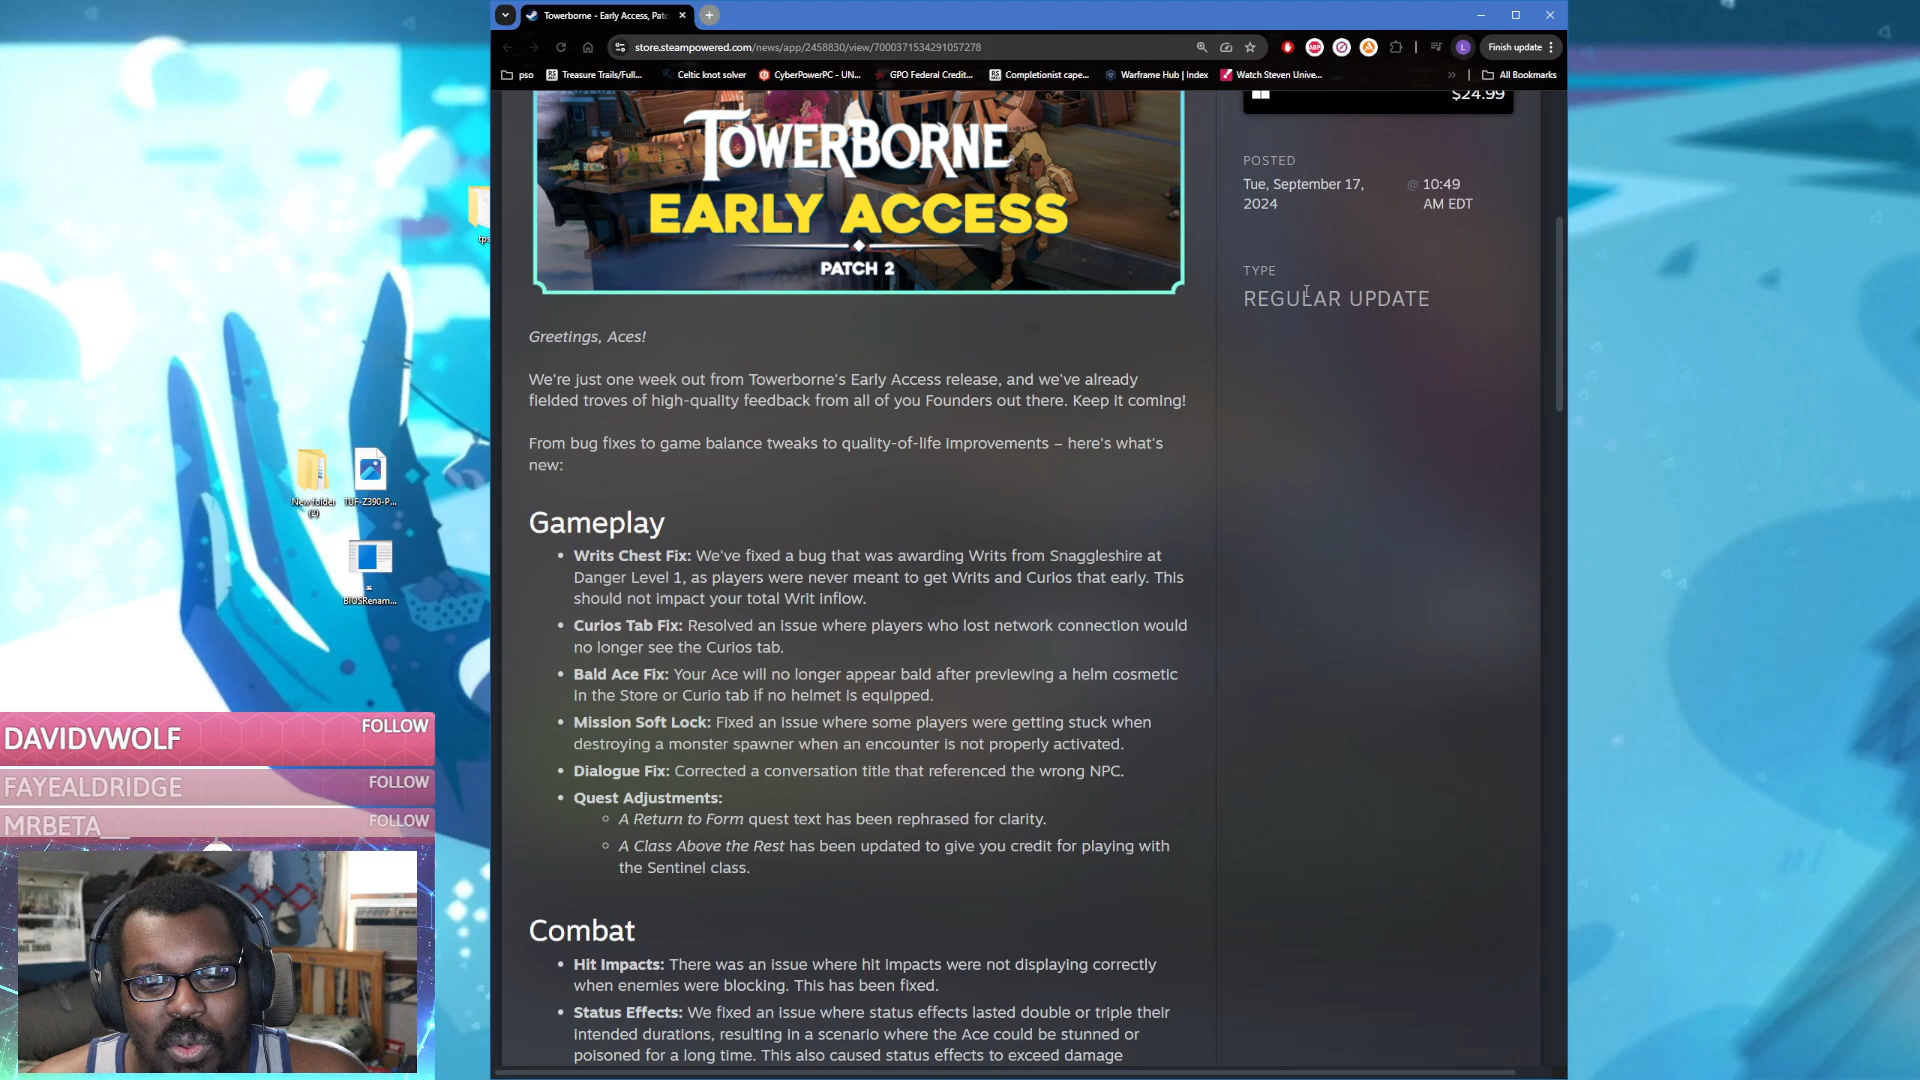 Towerborne - Early Access, Patc
store.steampowered.com/news/app/2458830/view/7000371534291057278
Finish update
pso
Treasure Trails/Full...
Celtic knot solver
CyberPowerPC - UN...
GPO Federal Credit...
Completionist cape...
Warframe Hub | Index
Watch Steven Unive...
All Bookmarks
$24.99
TOWERBORNE
EARLY ACCESS
PATCH 2
POSTED
Tue, September 17, 2024
@ 10:49 AM EDT
TYPE
REGULAR UPDATE
Greetings, Aces!
We're just one week out from Towerborne's Early Access release, and we've already
fielded troves of high-quality feedback from all of you Founders out there. Keep it coming!
From bug fixes to game balance tweaks to quality-of-life improvements – here's what's
new:
Gameplay
• Writs Chest Fix: We've fixed a bug that was awarding Writs from Snaggleshire at
Danger Level 1, as players were never meant to get Writs and Curios that early. This
should not impact your total Writ inflow.
• Curios Tab Fix: Resolved an issue where players who lost network connection would
no longer see the Curios tab.
• Bald Ace Fix: Your Ace will no longer appear bald after previewing a helm cosmetic
in the Store or Curio tab if no helmet is equipped.
• Mission Soft Lock: Fixed an issue where some players were getting stuck when
destroying a monster spawner when an encounter is not properly activated.
• Dialogue Fix: Corrected a conversation title that referenced the wrong NPC.
• Quest Adjustments:
◦ A Return to Form quest text has been rephrased for clarity.
◦ A Class Above the Rest has been updated to give you credit for playing with
the Sentinel class.
Combat
• Hit Impacts: There was an issue where hit impacts were not displaying correctly
when enemies were blocking. This has been fixed.
• Status Effects: We fixed an issue where status effects lasted double or triple their
intended durations, resulting in a scenario where the Ace could be stunned or
poisoned for a long time. This also caused status effects to exceed damage
tps
New folder
(2)
TUF-Z390-P...
BIOSRenam...
DAVIDVWOLF FOLLOW
FAYEALDRIDGE FOLLOW
MRBETA__ FOLLOW